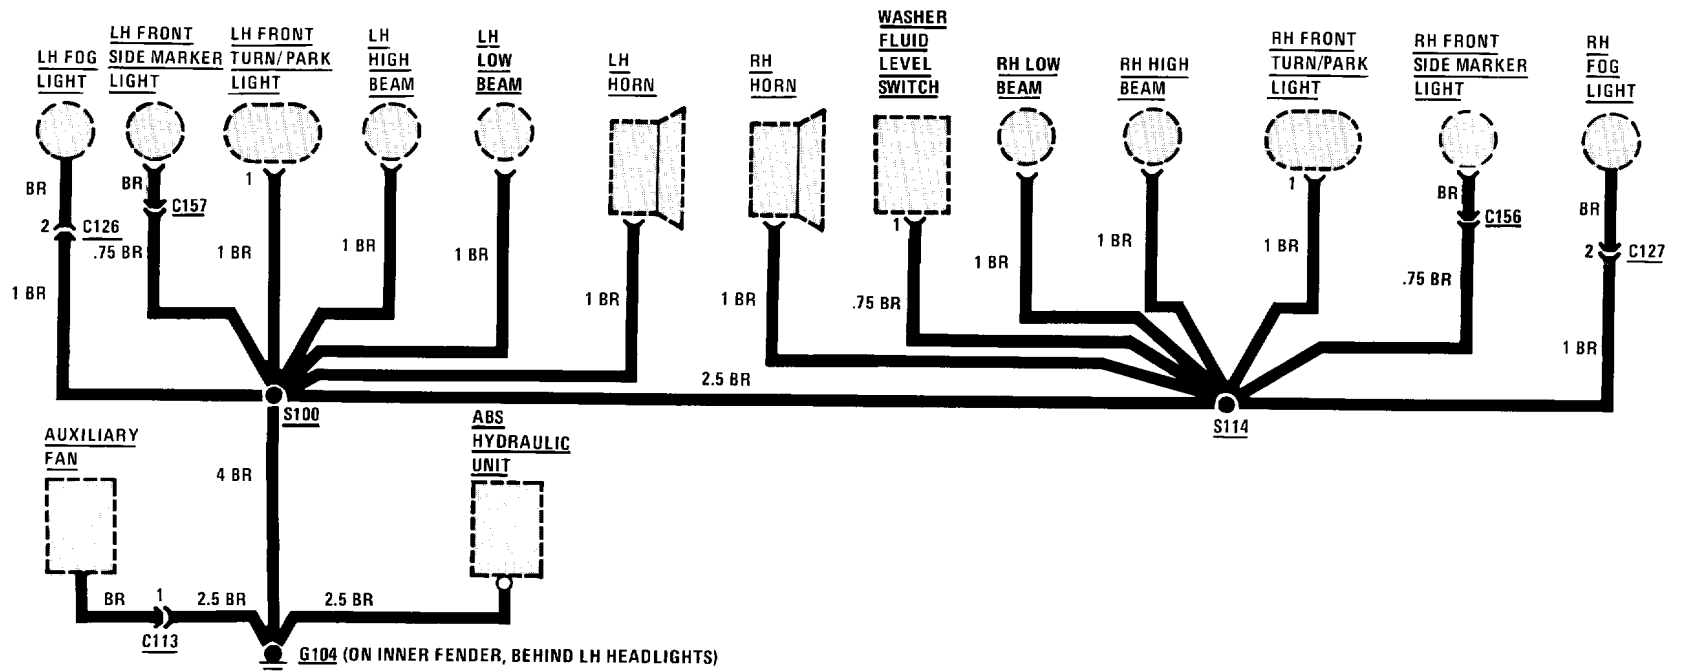 LH FOG
LIGHT
LH FRONT
SIDE MARKER
LIGHT
LH FRONT
TURN/PARK
LIGHT
LH
HIGH
BEAM
LH
LOW
BEAM
LH
HORN
RH
HORN
WASHER
FLUID
LEVEL
SWITCH
RH LOW
BEAM
RH HIGH
BEAM
RH FRONT
TURN/PARK
LIGHT
RH FRONT
SIDE MARKER
LIGHT
RH
FOG
LIGHT
BR
2
C126
1 BR
BR
C157
.75 BR
1
1 BR
1 BR
1 BR
1 BR
1 BR
1
.75 BR
1 BR
1 BR
1
1 BR
BR
C156
.75 BR
BR
2
C127
1 BR
2.5 BR
S100
S114
AUXILIARY
FAN
4 BR
ABS
HYDRAULIC
UNIT
BR
1
C113
2.5 BR
2.5 BR
G104 (ON INNER FENDER, BEHIND LH HEADLIGHTS)